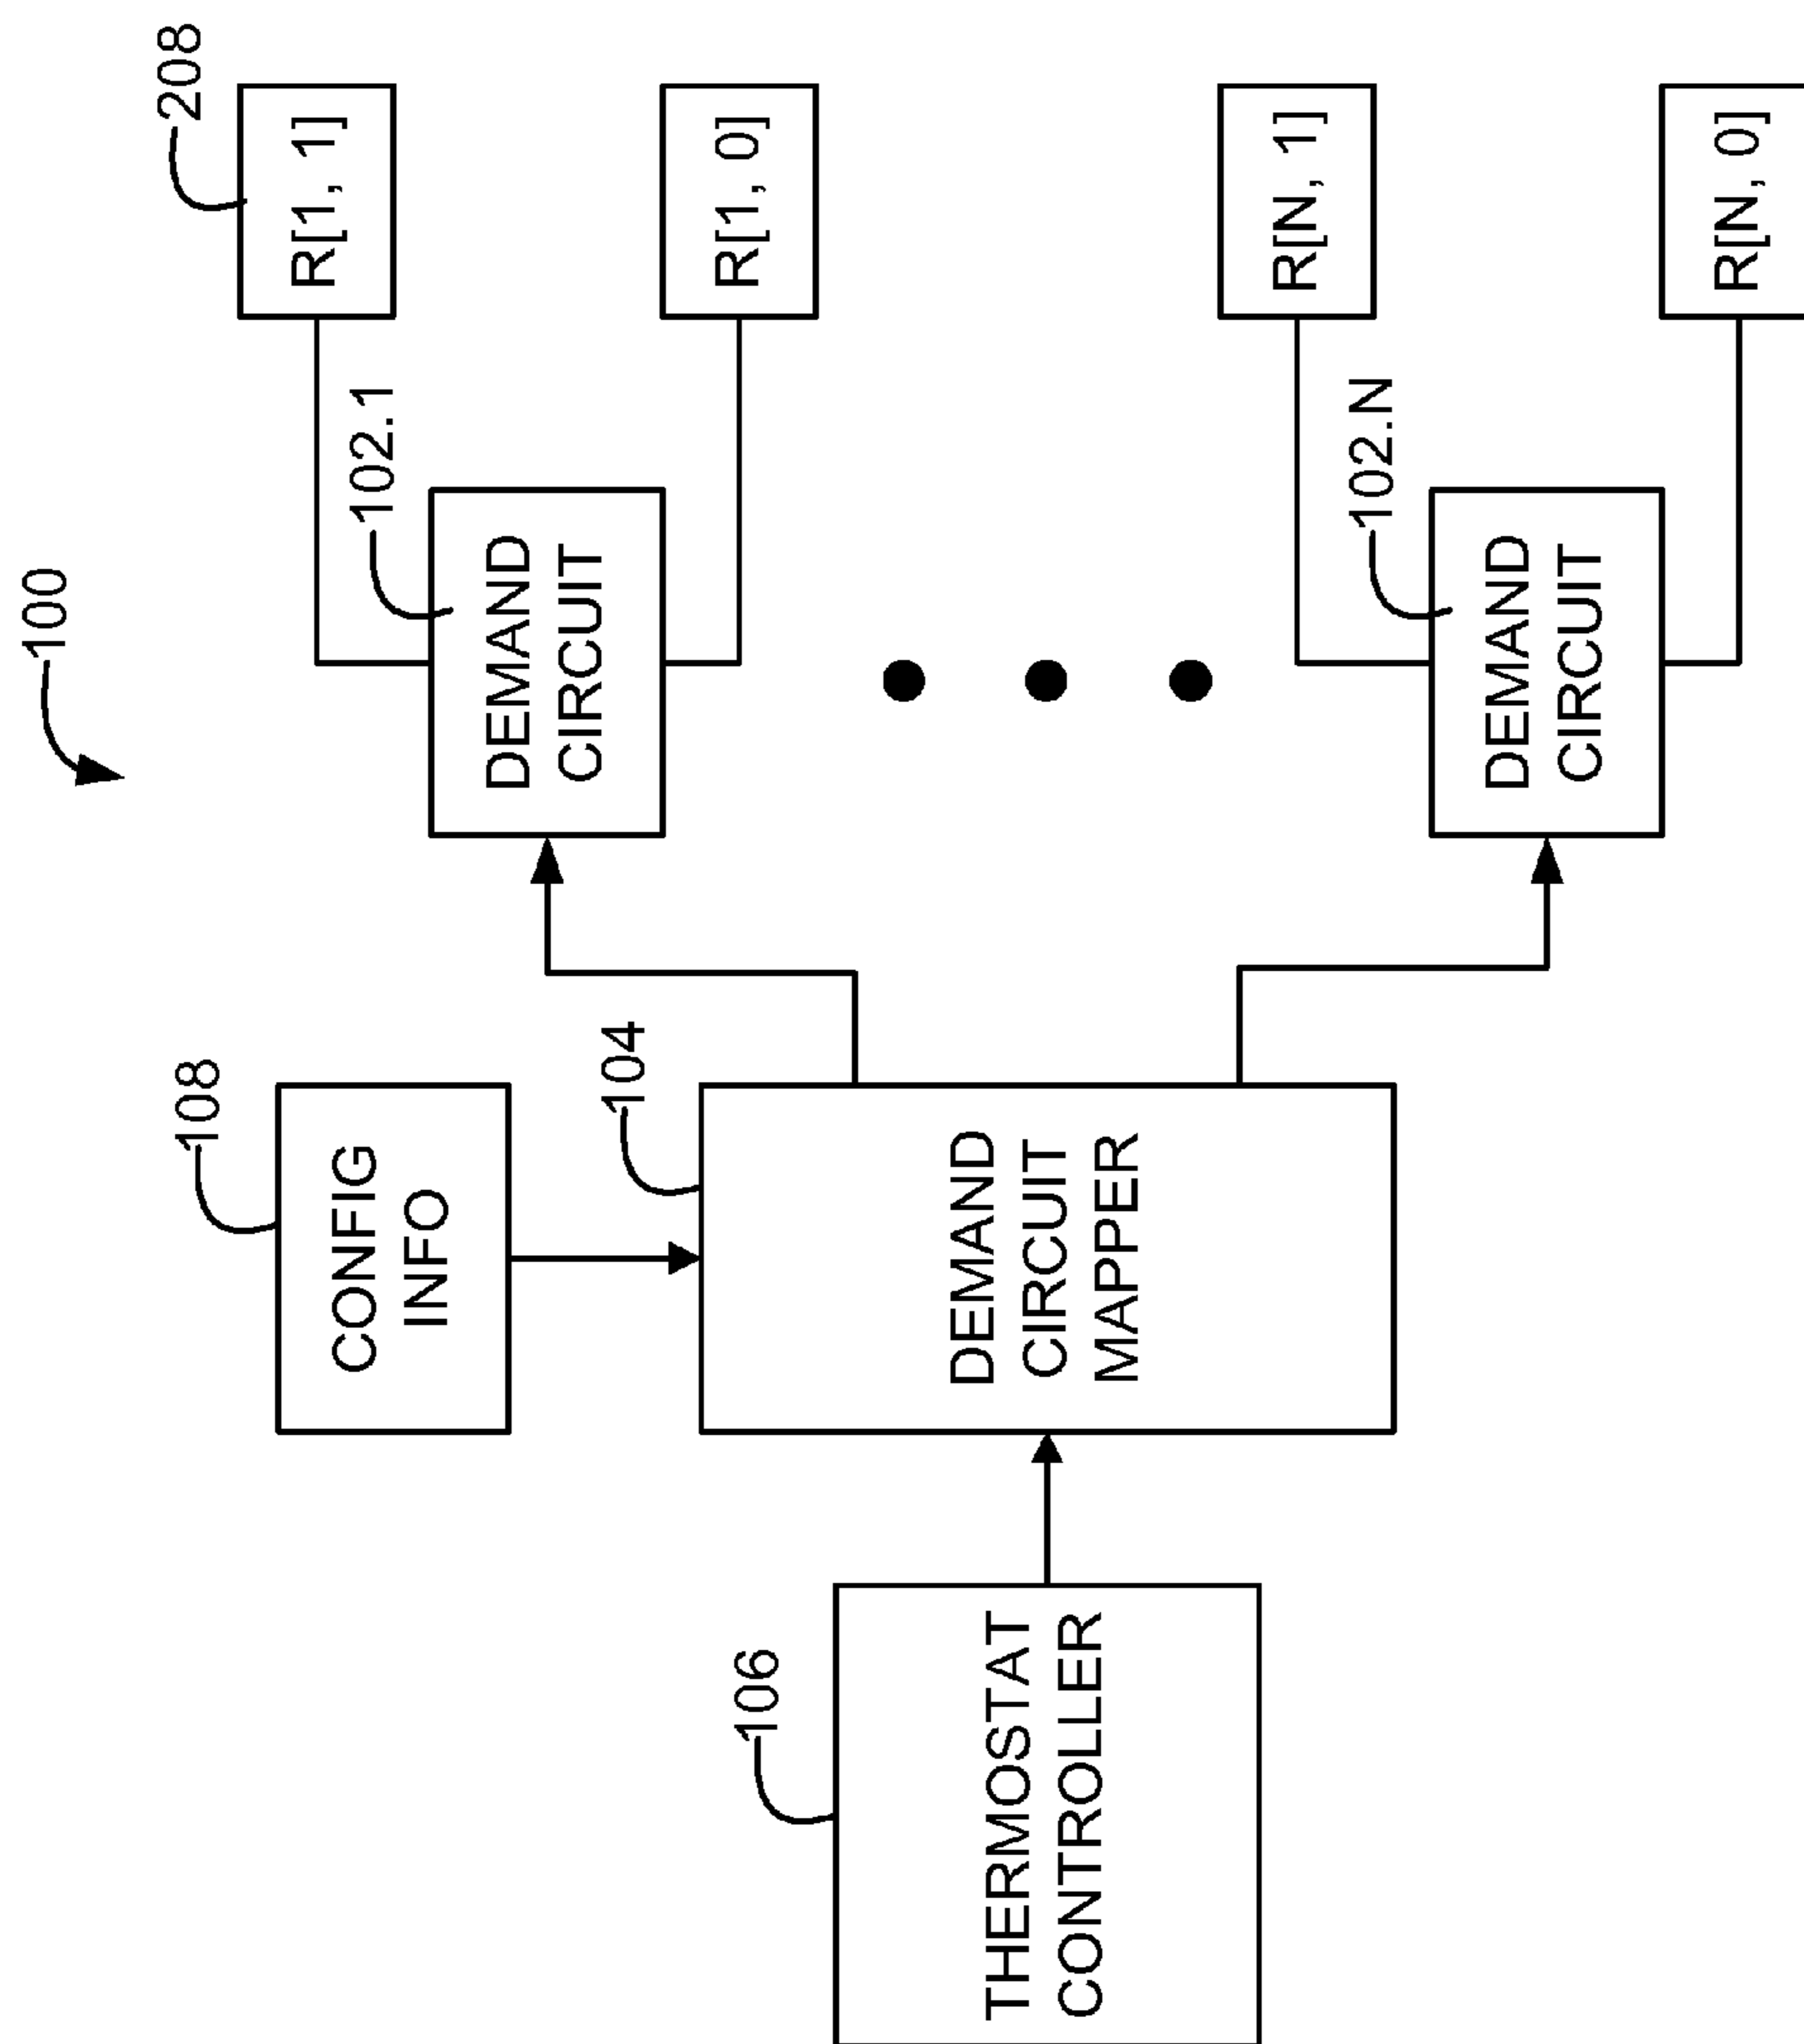 100
208
R[1, 1]
102.1
DEMAND
CIRCUIT
R[1, 0]
108
CONFIG
INFO
104
DEMAND
CIRCUIT
MAPPER
106
THERMOSTAT
CONTROLLER
R[N, 1]
102.N
DEMAND
CIRCUIT
R[N, 0]